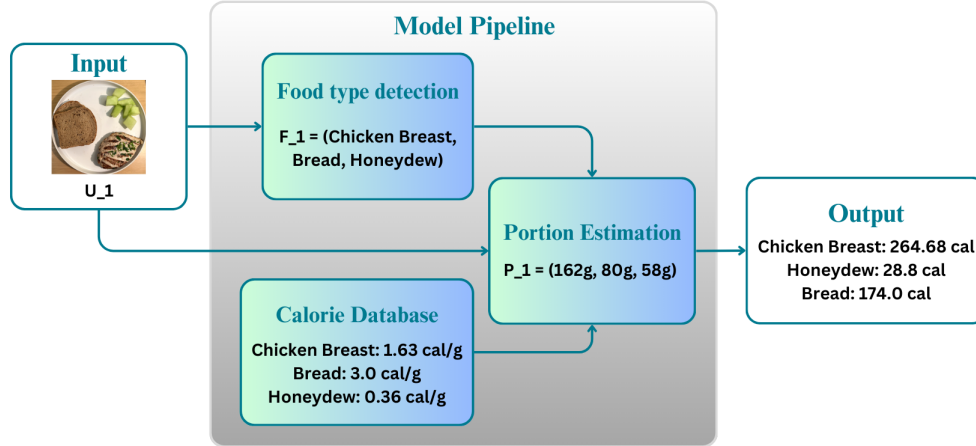 Model Pipeline
Input
U_1
Food type detection
F_1 = (Chicken Breast,
Bread, Honeydew)
Portion Estimation
P_1 = (162g, 80g, 58g)
Calorie Database
Chicken Breast: 1.63 cal/g
Bread: 3.0 cal/g
Honeydew: 0.36 cal/g
Output
Chicken Breast: 264.68 cal
Honeydew: 28.8 cal
Bread: 174.0 cal